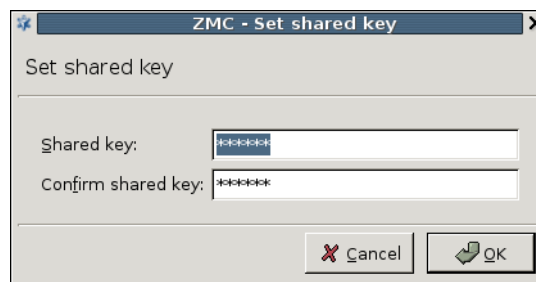 ZMC - Set shared key
Set shared key
Shared key: ******
Confirm shared key: ******
Cancel OK